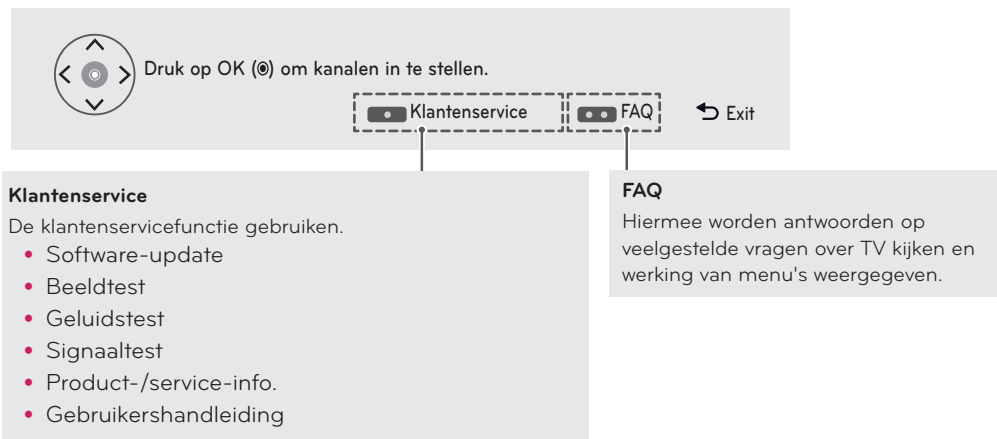 Druk op OK (◉) om kanalen in te stellen.
Klantenservice FAQ Exit
Klantenservice
De klantenservicefunctie gebruiken.
• Software-update
• Beeldtest
• Geluidstest
• Signaaltest
• Product-/service-info.
• Gebruikershandleiding
FAQ
Hiermee worden antwoorden op
veelgestelde vragen over TV kijken en
werking van menu's weergegeven.